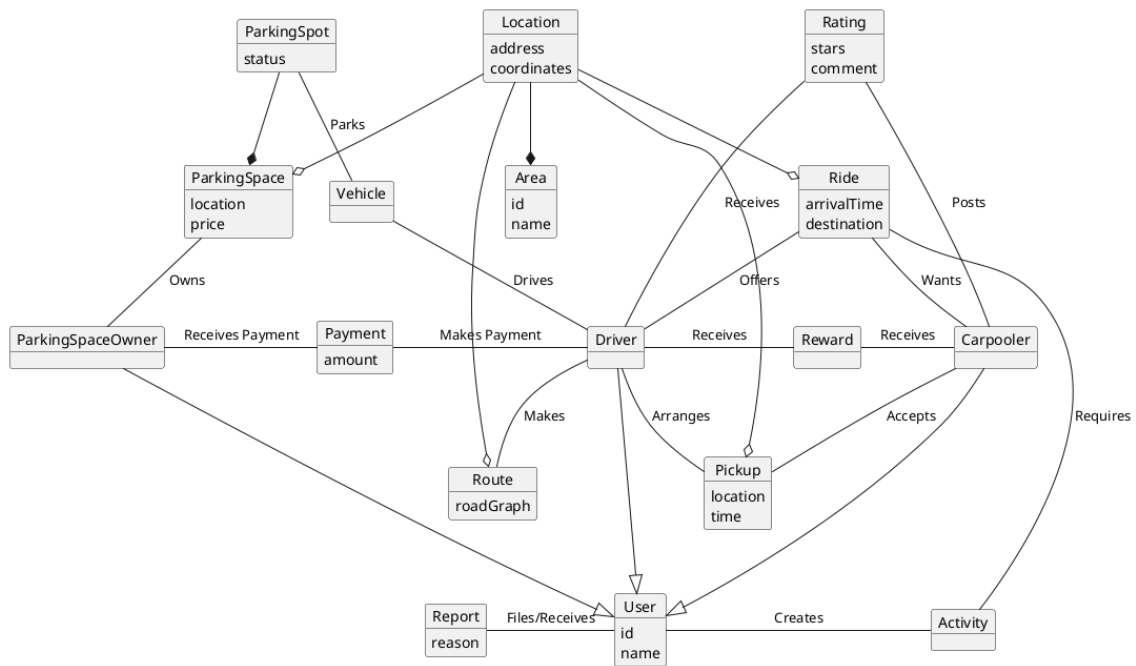 ParkingSpot
status
Location
address
coordinates
Rating
stars
comment
Parks
ParkingSpace
location
price
Vehicle
Area
id
name
Receives
Ride
arrivalTime
destination
Posts
Owns
Drives
Offers
Wants
ParkingSpaceOwner
Receives Payment
Payment
amount
Makes Payment
Driver
Receives
Reward
Receives
Carpooler
Makes
Arranges
Accepts
Requires
Route
roadGraph
Pickup
location
time
Report
reason
Files/Receives
User
id
name
Creates
Activity